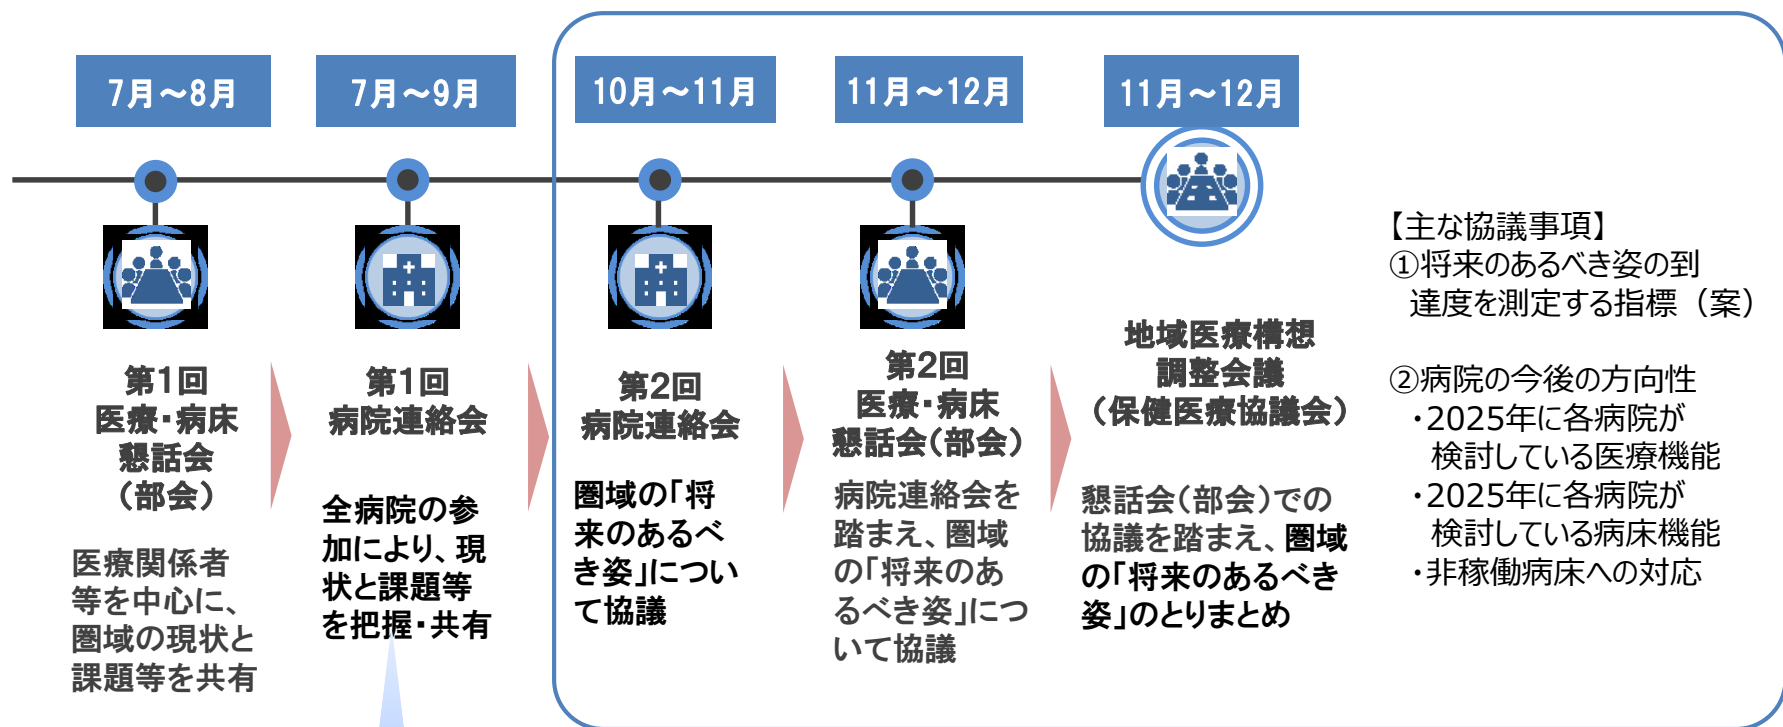 7月～8月
7月～9月
10月～11月
11月～12月
11月～12月
第1回
医療・病床
懇話会
（部会）
医療関係者
等を中心に、
圏域の現状と
課題等を共有
第1回
病院連絡会
全病院の参
加により、現
状と課題等
を把握・共有
第2回
病院連絡会
圏域の「将
来のあるべ
き姿」につい
て協議
第2回
医療・病床
懇話会（部会）
病院連絡会を
踏まえ、圏域
の「将来のあ
るべき姿」につ
いて協議
地域医療構想
調整会議
（保健医療協議会）
懇話会（部会）での
協議を踏まえ、圏域
の「将来のあるべき
姿」のとりまとめ
【主な協議事項】
①将来のあるべき姿の到
達度を測定する指標（案）
②病院の今後の方向性
・2025年に各病院が
検討している医療機能
・2025年に各病院が
検討している病床機能
・非稼働病床への対応